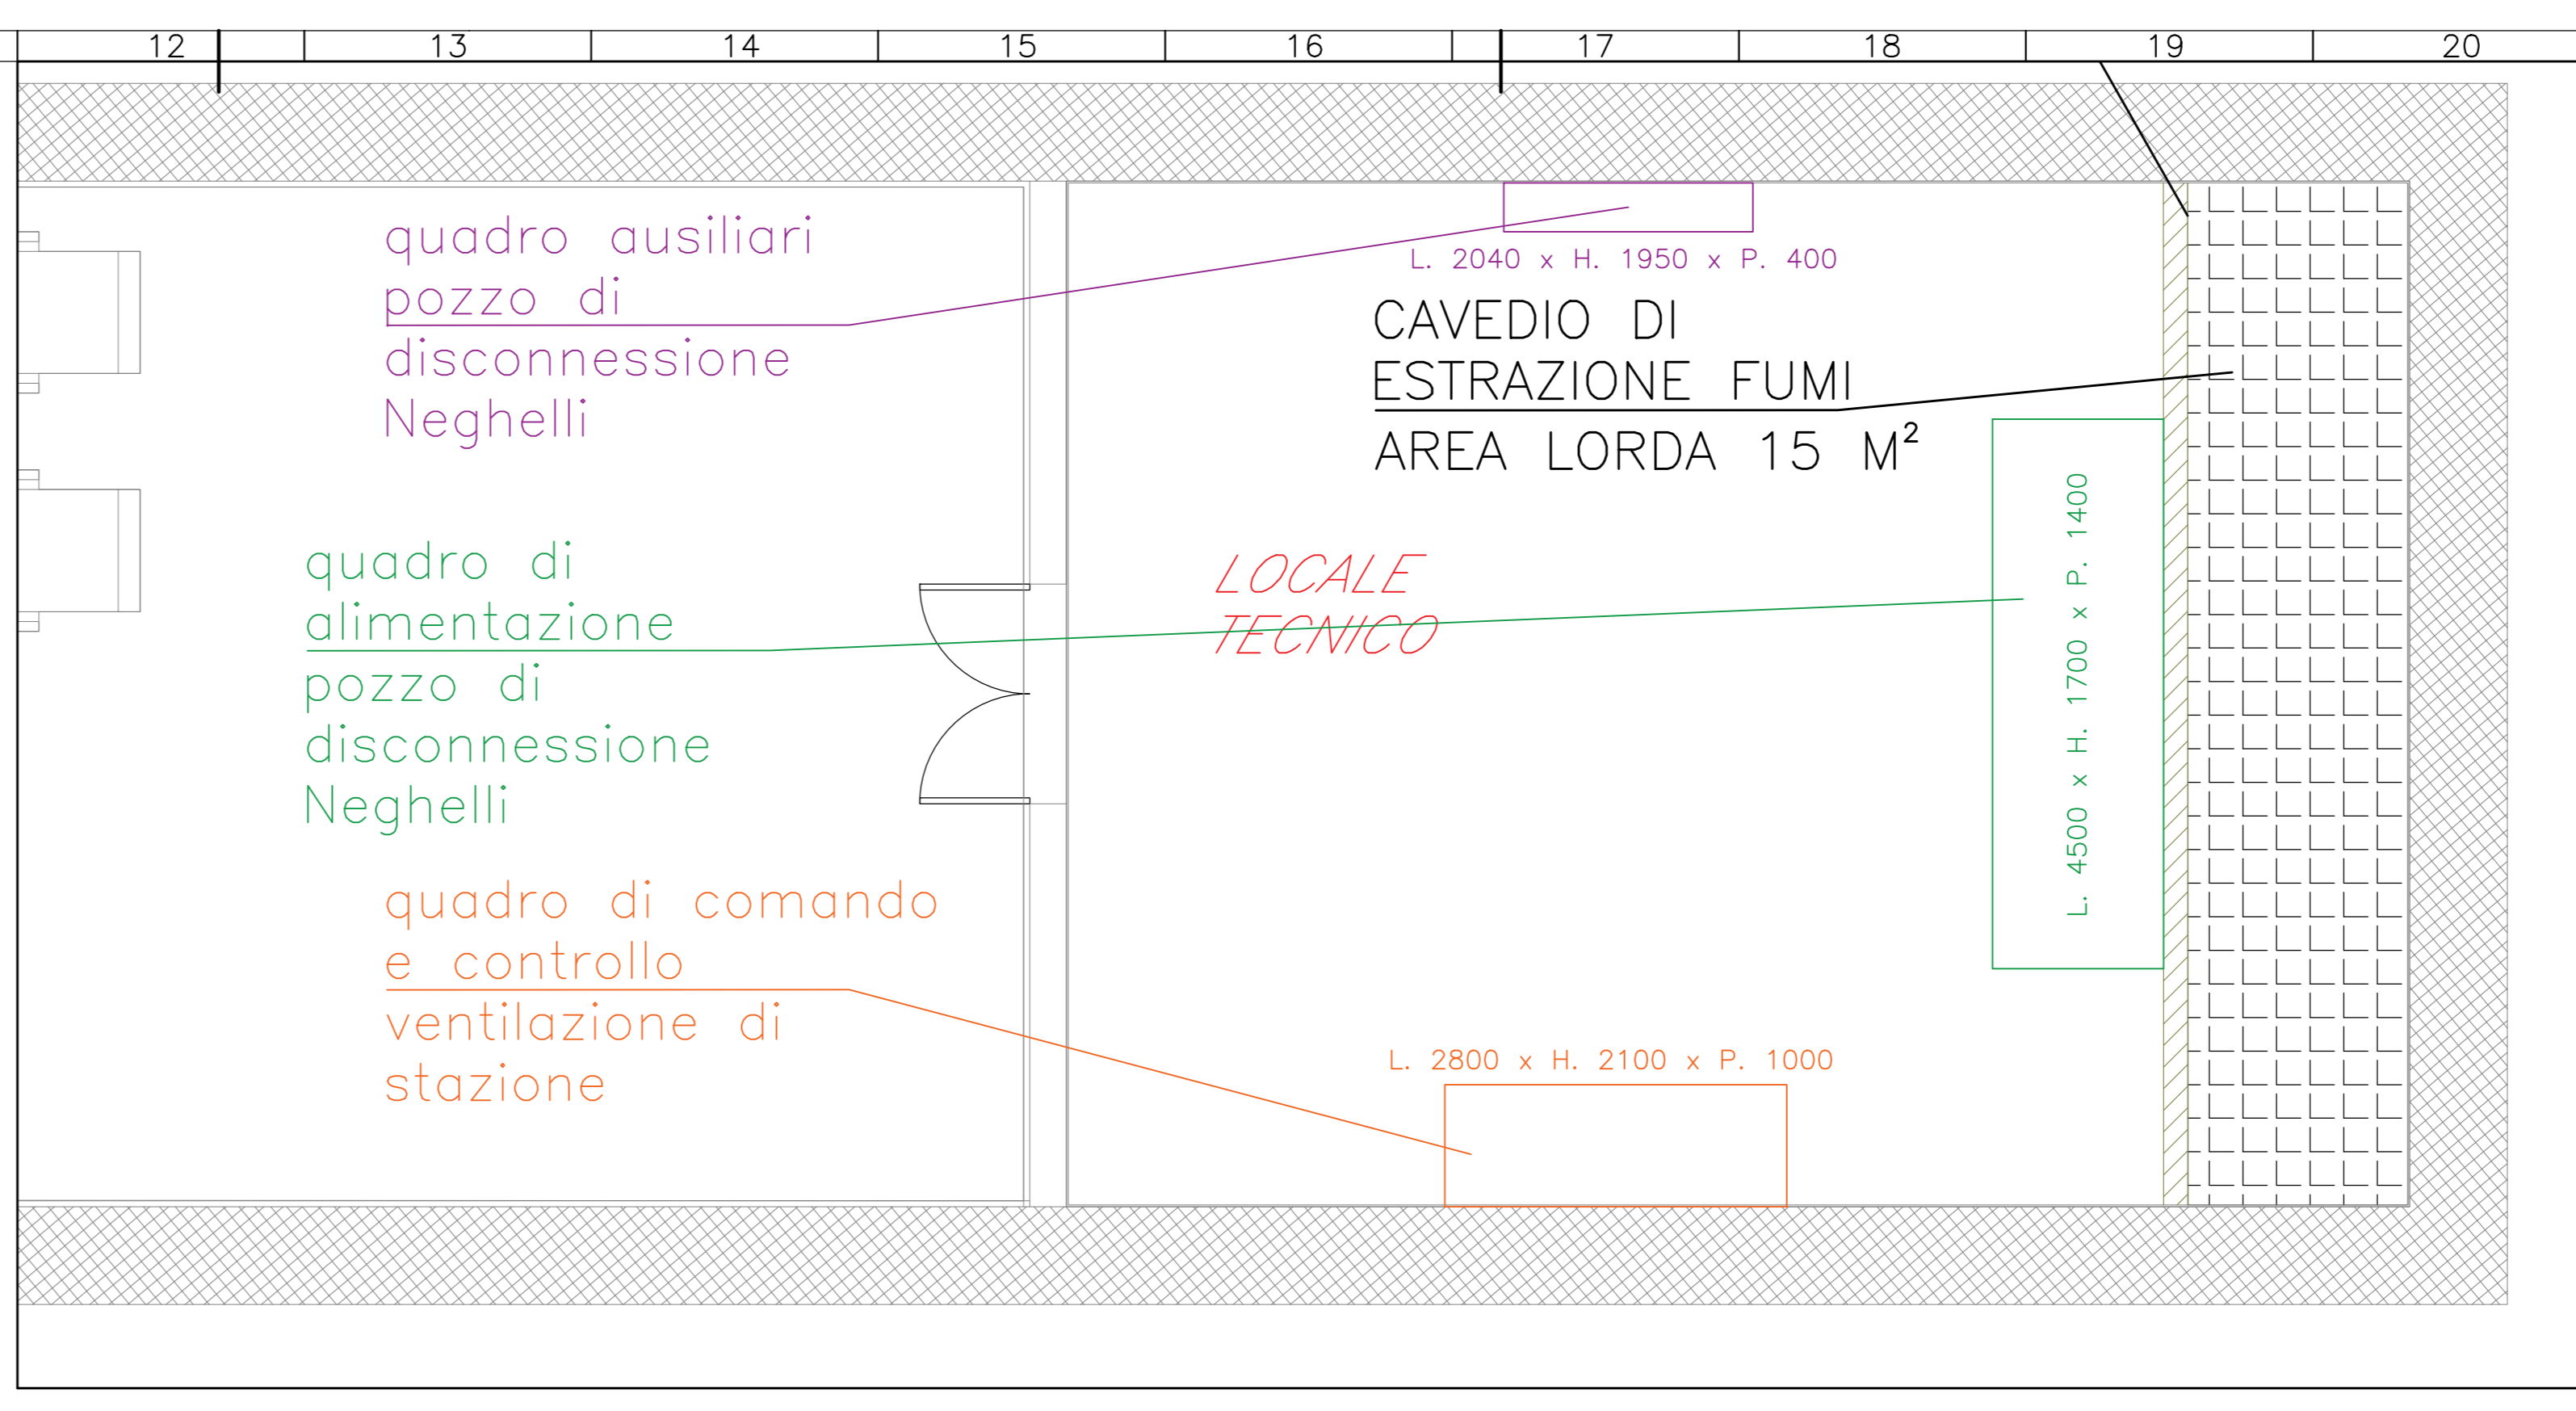 12 13 14 15 16 17 18 19 20
quadro ausiliari
pozzo di
disconnessione
Neghelli
L. 2040 x H. 1950 x P. 400
CAVEDIO DI
ESTRAZIONE FUMI
AREA LORDA 15 M²
quadro di
alimentazione
pozzo di
disconnessione
Neghelli
LOCALE
TECNICO
L. 4500 x H. 1700 x P. 1400
quadro di comando
e controllo
ventilazione di
stazione
L. 2800 x H. 2100 x P. 1000